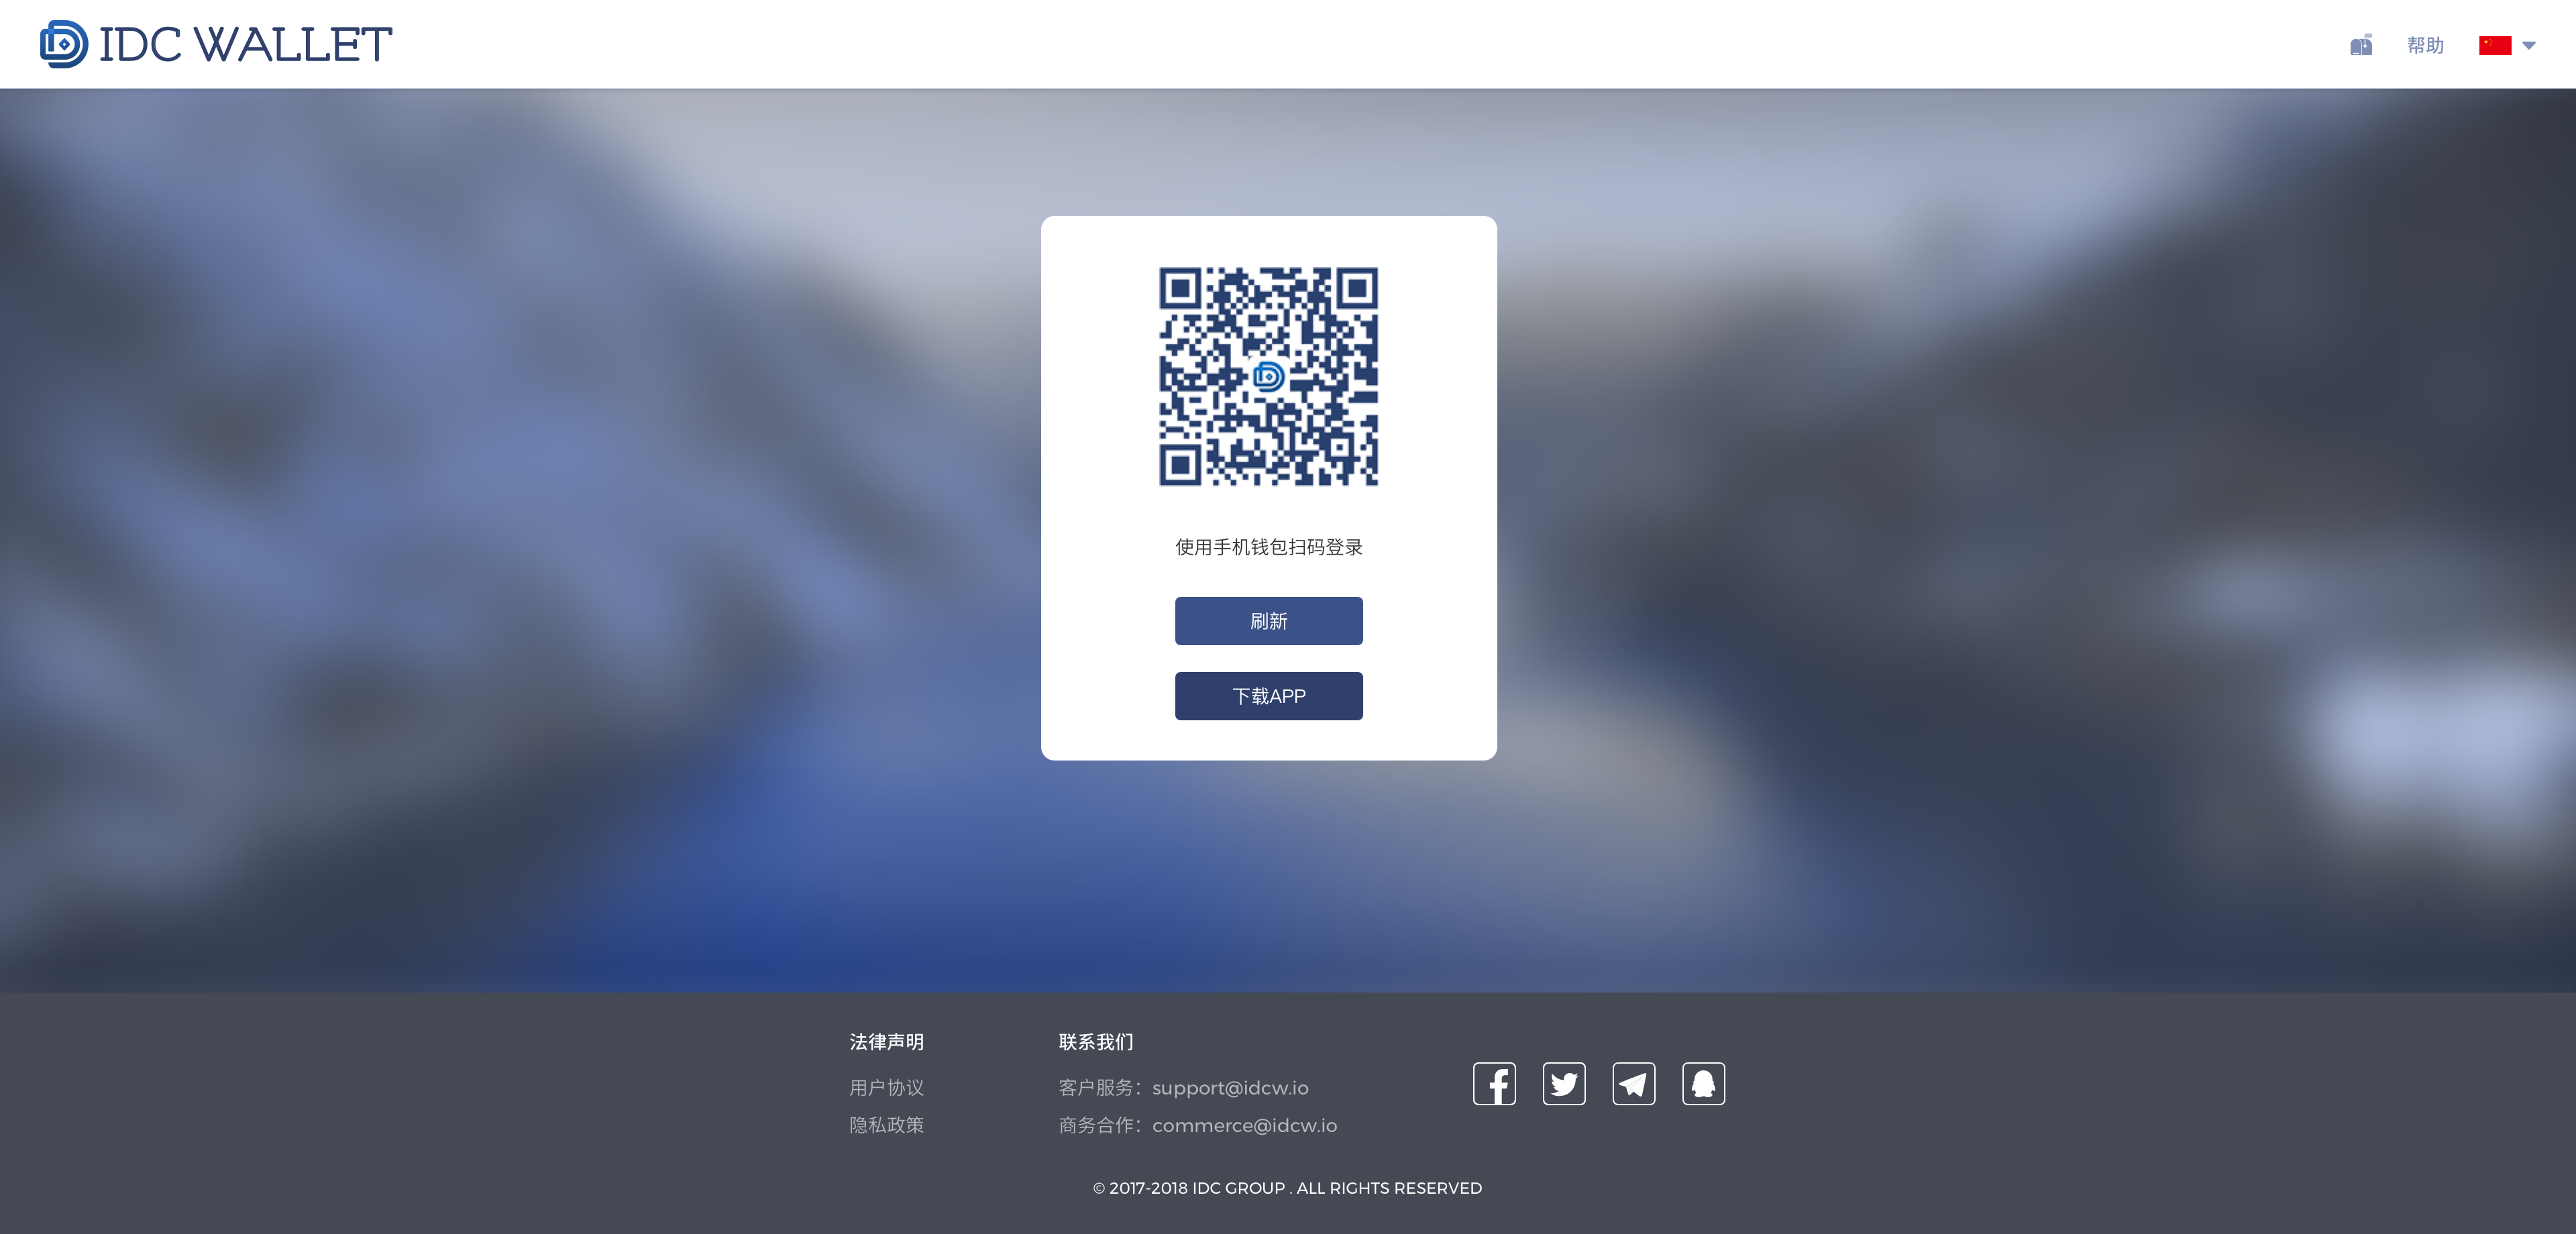 IDC WALLET
帮助
使用手机钱包扫码登录
刷新
下载APP
法律声明
联系我们
用户协议
客户服务：support@idcw.io
隐私政策
商务合作：commerce@idcw.io
© 2017-2018 IDC GROUP . ALL RIGHTS RESERVED